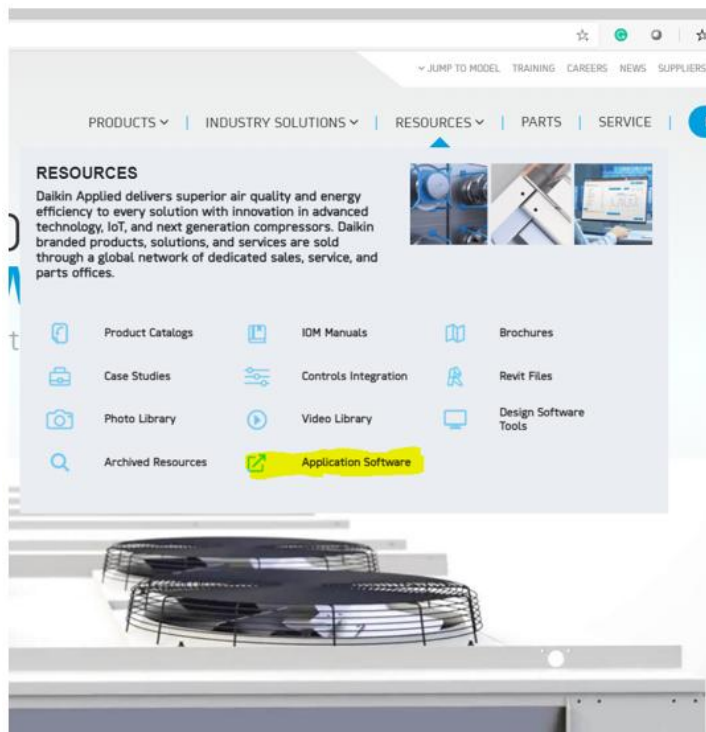 JUMP TO MODEL TRAINING CAREERS NEWS SUPPLIERS
PRODUCTS | INDUSTRY SOLUTIONS | RESOURCES | PARTS | SERVICE |
RESOURCES
Daikin Applied delivers superior air quality and energy
efficiency to every solution with innovation in advanced
technology, IoT, and next generation compressors. Daikin
branded products, solutions, and services are sold
through a global network of dedicated sales, service, and
parts offices.
Product Catalogs IOM Manuals Brochures
Case Studies Controls Integration Revit Files
Photo Library Video Library Design Software
Tools
Archived Resources Application Software